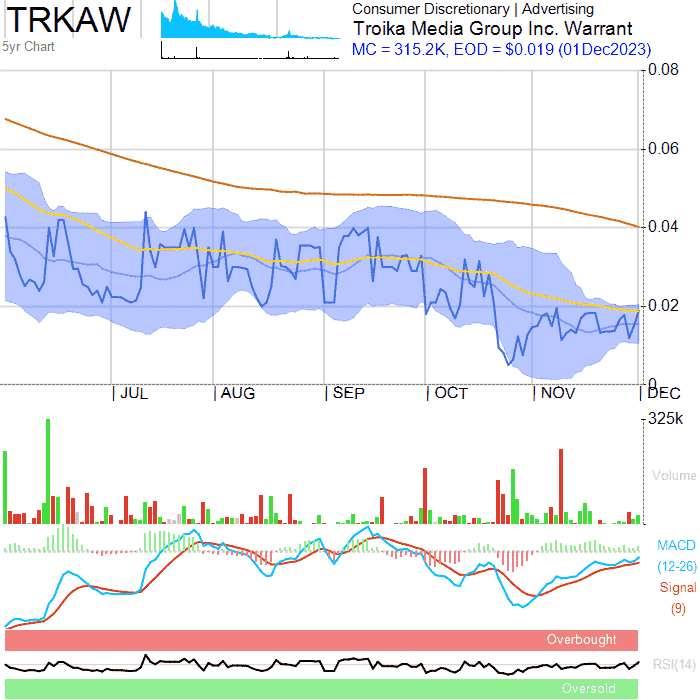 TRKAW
5yr Chart
Consumer Discretionary | Advertising
Troika Media Group Inc. Warrant
MC = 315.2K, EOD = $0.019 (01Dec2023)
0.08
0.06
0.04
0.02
0
JUL AUG SEP OCT NOV DEC
325k
Volume
MACD
(12-26)
Signal
(9)
Overbought
RSI(14)
Oversold